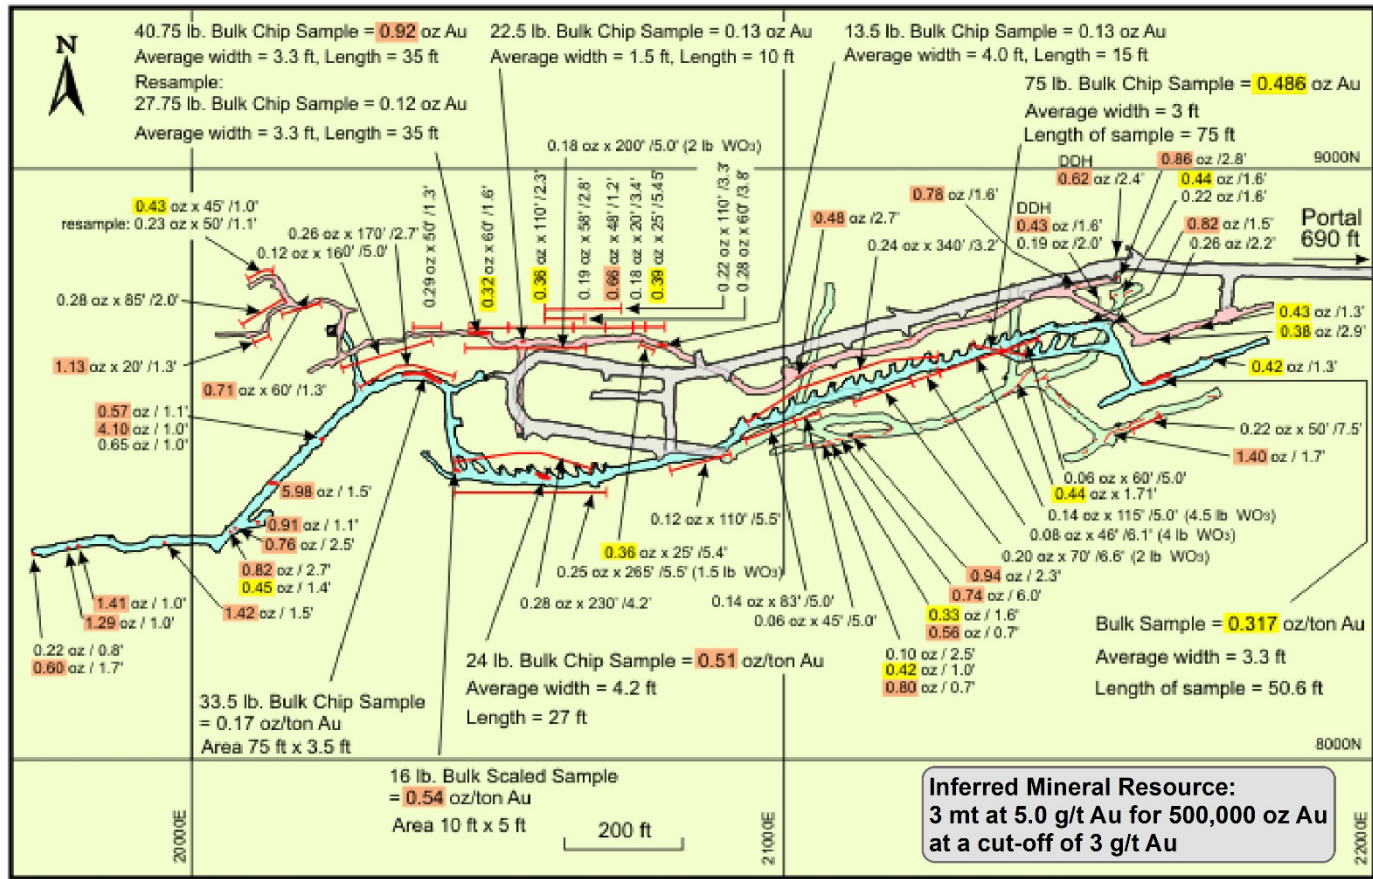 40.75 lb. Bulk Chip Sample = 0.92 oz Au
Average width = 3.3 ft, Length = 35 ft
Resample:
27.75 lb. Bulk Chip Sample = 0.12 oz Au
Average width = 3.3 ft, Length = 35 ft
22.5 lb. Bulk Chip Sample = 0.13 oz Au
Average width = 1.5 ft, Length = 10 ft
13.5 lb. Bulk Chip Sample = 0.13 oz Au
Average width = 4.0 ft, Length = 15 ft
75 lb. Bulk Chip Sample = 0.486 oz Au
Average width = 3 ft
Length of sample = 75 ft
N
9000N
0.18 oz x 200' /5.0' (2 lb WO₃)
DDH
0.62 oz /2.4'
0.86 oz /2.8'
0.44 oz /1.6'
0.22 oz /1.6'
0.78 oz /1.6'
DDH
0.43 oz /1.6'
0.19 oz /2.0'
0.82 oz /1.5'
0.26 oz /2.2'
Portal
690 ft
0.43 oz x 45' /1.0'
resample: 0.23 oz x 50' /1.1'
0.26 oz x 170' /2.7'
0.12 oz x 160' /5.0'
0.29 oz x 50' /1.3'
0.32 oz x 60' /1.6'
0.36 oz x 110' /2.3'
0.19 oz x 58' /2.8'
0.66 oz x 48' /1.2'
0.18 oz x 20' /3.4'
0.39 oz x 25' /5.45'
0.22 oz x 110' /3.3'
0.28 oz x 60' /3.8'
0.48 oz /2.7'
0.24 oz x 340' /3.2'
0.28 oz x 85' /2.0'
1.13 oz x 20' /1.3'
0.71 oz x 60' /1.3'
0.43 oz /1.3'
0.38 oz /2.9'
0.42 oz /1.3'
0.57 oz / 1.1'
4.10 oz / 1.0'
0.65 oz / 1.0'
0.22 oz x 50' /7.5'
1.40 oz / 1.7'
5.98 oz / 1.5'
0.91 oz / 1.1'
0.76 oz / 2.5'
0.82 oz / 2.7'
0.45 oz / 1.4'
1.42 oz / 1.5'
1.41 oz / 1.0'
1.29 oz / 1.0'
0.22 oz / 0.8'
0.60 oz / 1.7'
0.12 oz x 110' /5.5'
0.36 oz x 25' /5.4'
0.25 oz x 265' /5.5' (1.5 lb WO₃)
0.28 oz x 230' /4.2'
0.06 oz x 60' /5.0'
0.44 oz x 1.71'
0.14 oz x 115' /5.0' (4.5 lb WO₃)
0.08 oz x 46' /6.1' (4 lb WO₃)
0.20 oz x 70' /6.6' (2 lb WO₃)
0.94 oz / 2.3'
0.74 oz / 6.0'
0.33 oz / 1.6'
0.56 oz / 0.7'
0.14 oz x 83' /5.0'
0.06 oz x 45' /5.0'
0.10 oz / 2.5'
0.42 oz / 1.0'
0.80 oz / 0.7'
Bulk Sample = 0.317 oz/ton Au
Average width = 3.3 ft
Length of sample = 50.6 ft
24 lb. Bulk Chip Sample = 0.51 oz/ton Au
Average width = 4.2 ft
Length = 27 ft
33.5 lb. Bulk Chip Sample
= 0.17 oz/ton Au
Area 75 ft x 3.5 ft
16 lb. Bulk Scaled Sample
= 0.54 oz/ton Au
Area 10 ft x 5 ft
8000N
200 ft
20000E
21000E
22000E
Inferred Mineral Resource:
3 mt at 5.0 g/t Au for 500,000 oz Au
at a cut-off of 3 g/t Au